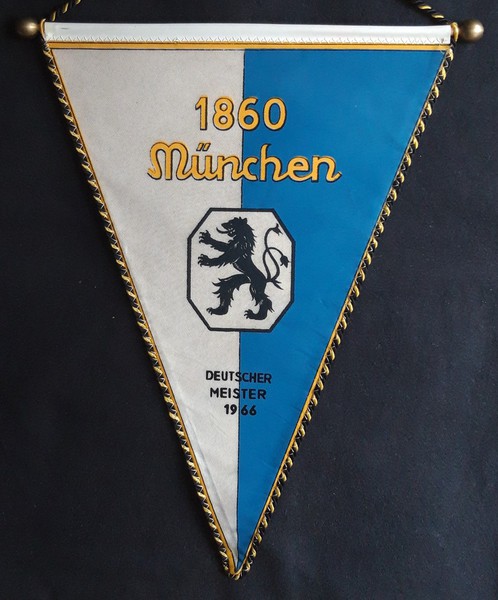 1860
München
DEUTSCHER
MEISTER
1966